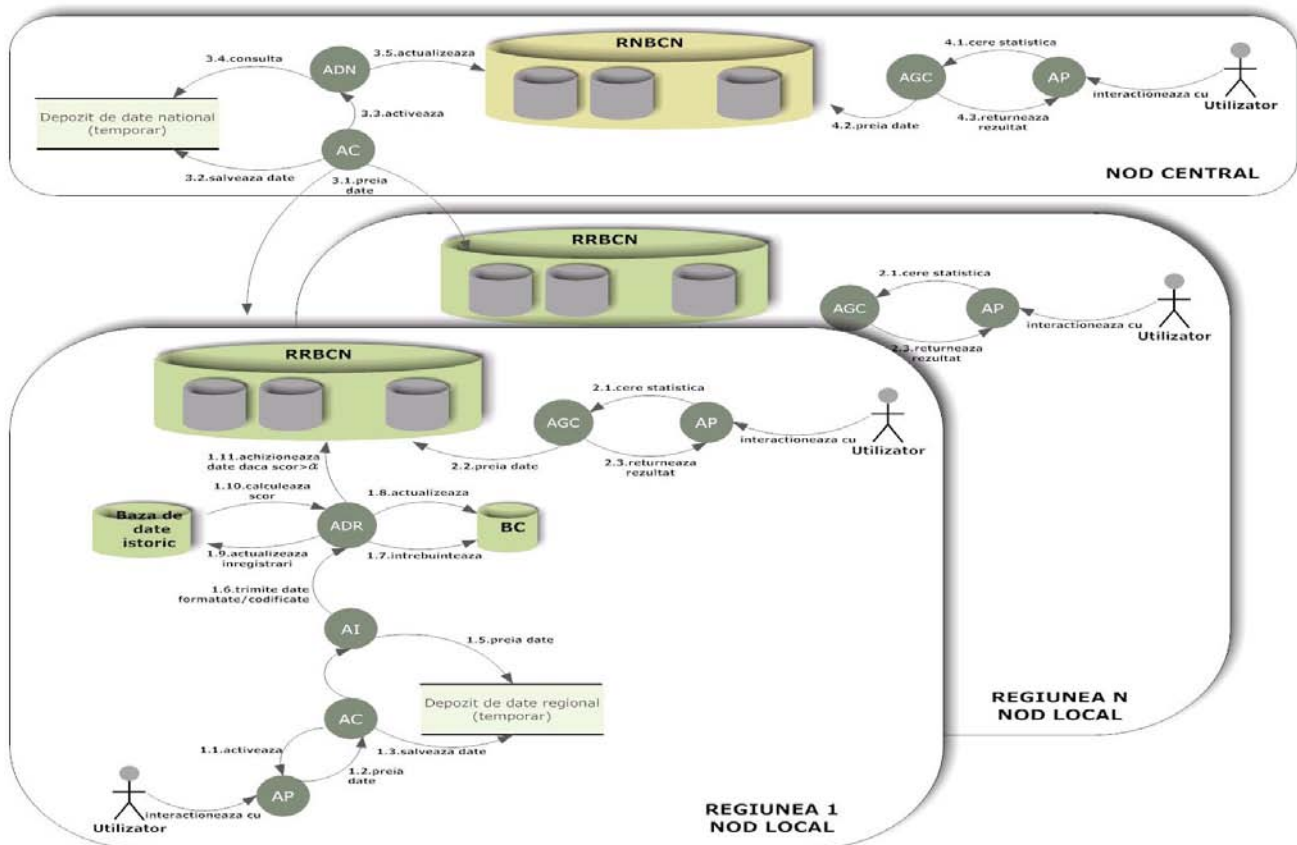 RNBCN
3.4.consulta
ADN
3.5.actualizeaza
4.1.cere statistica
AGC
AP
interactioneaza cu
Utilizator
Depozit de date national
(temporar)
3.3.activeaza
4.2.preia date
4.3.returneaza
rezultat
AC
3.2.salveaza date
3.1.preia
date
NOD CENTRAL
RRBCN
2.1.cere statistica
AGC
AP
interactioneaza cu
Utilizator
2.3.returneaza
rezultat
REGIUNEA N
NOD LOCAL
RRBCN
2.1.cere statistica
AGC
AP
interactioneaza cu
Utilizator
2.2.preia date
2.3.returneaza
rezultat
1.11.achizioneaza
date daca scor>α
1.10.calculeaza
scor
1.8.actualizeaza
Baza de
date
istoric
ADR
BC
1.9.actualizeaza
inregistrari
1.7.intrebuinteaza
1.6.trimite date
formatate/codificate
AI
1.5.preia date
Depozit de date regional
(temporar)
AC
1.1.activeaza
1.3.salveaza date
1.2.preia
date
AP
interactioneaza cu
Utilizator
REGIUNEA 1
NOD LOCAL